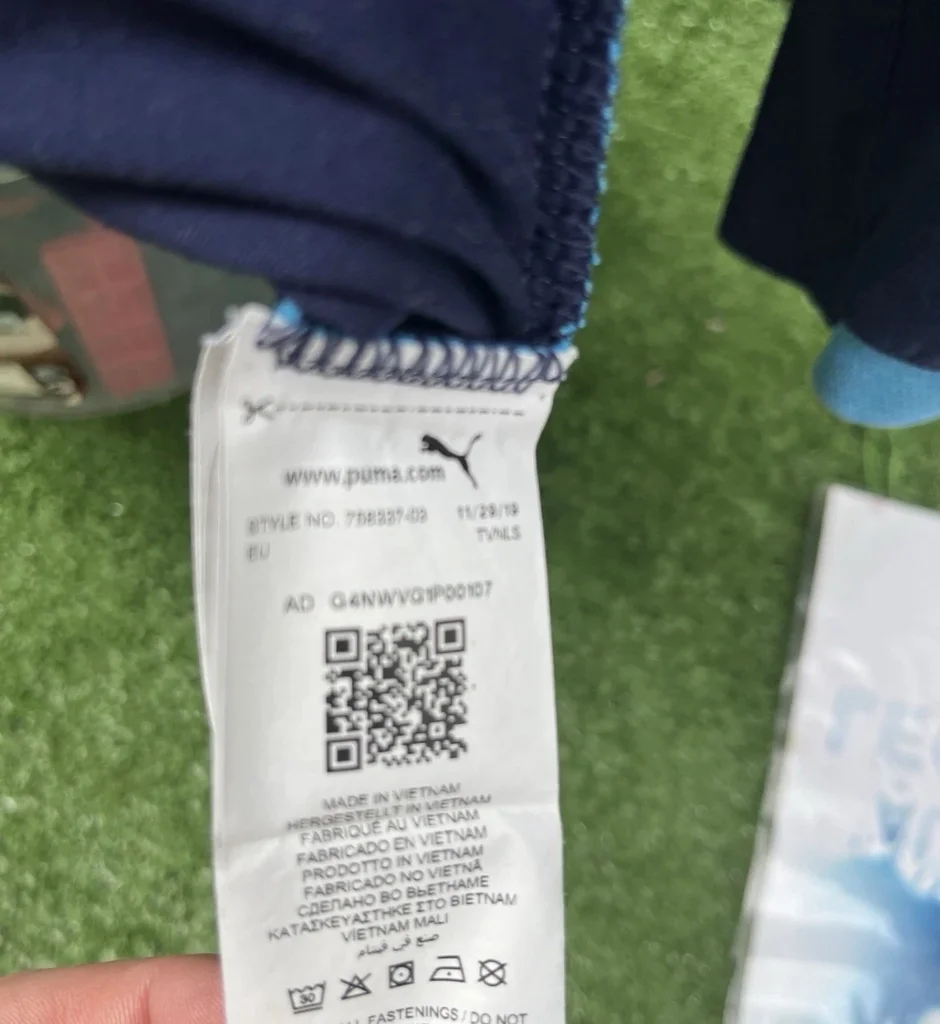 www.puma.com
STYLE NO. 11/29/19
EU TVNLS
AD G4NWVG1P00107
MADE IN VIETNAM
HERGESTELLT IN VIETNAM
FABRIQUÉ AU VIETNAM
FABRICADO EN VIETNAM
PRODOTTO IN VIETNAM
FABRICADO NO VIETNÃ
СДЕЛАНО ВО ВЬЕТНАМЕ
ΚΑΤΑΣΚΕΥΑΣΤΗΚΕ ΣΤΟ ΒΙΕΤΝΑΜ
VIETNAM MALI
صنع في فيتنام
30
FASTENINGS / DO NOT